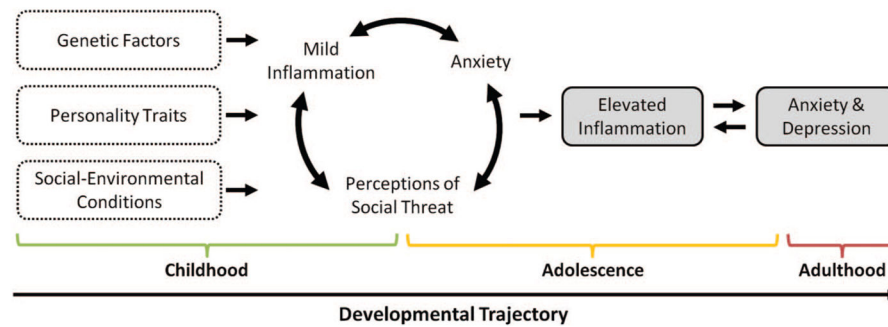 Genetic Factors
Personality Traits
Social-Environmental
Conditions
Mild
Inflammation
Anxiety
Perceptions of
Social Threat
Elevated
Inflammation
Anxiety &
Depression
Childhood
Adolescence
Adulthood
Developmental Trajectory